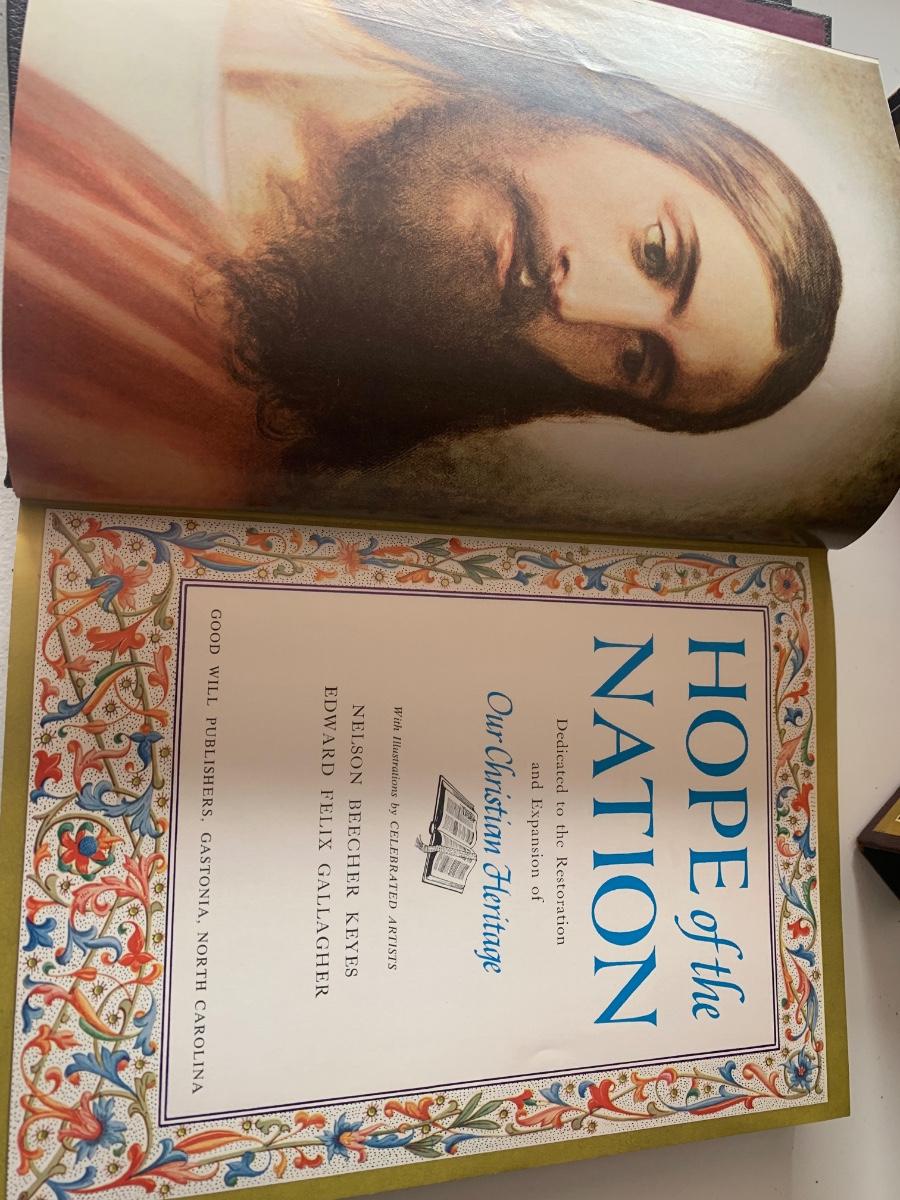 HOPE of the
NATION
Dedicated to the Restoration
and Expansion of
Our Christian Heritage
With Illustrations by CELEBRATED ARTISTS
NELSON BEECHER KEYES
EDWARD FELIX GALLAGHER
GOOD WILL PUBLISHERS, GASTONIA, NORTH CAROLINA